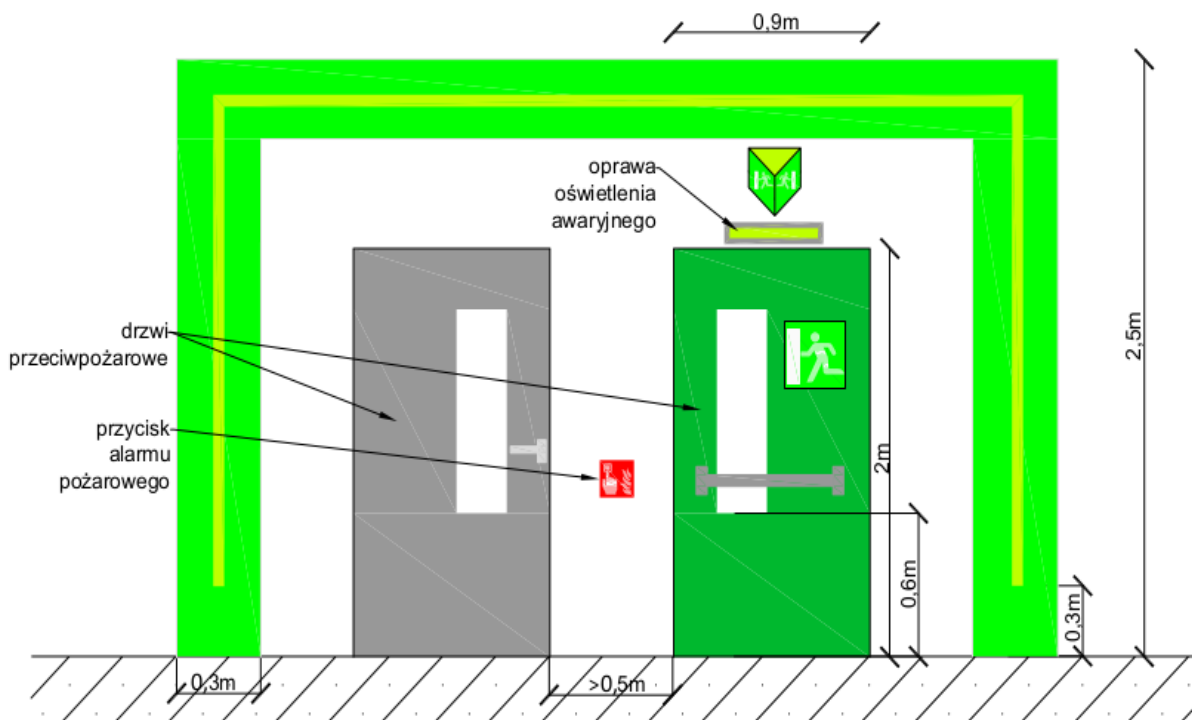 0,9m
oprawa
oświetlenia
awaryjnego
drzwi
przeciwpożarowe
2,5m
przycisk
alarmu
pożarowego
2m
0,6m
0,3m
0,3m
>0,5m